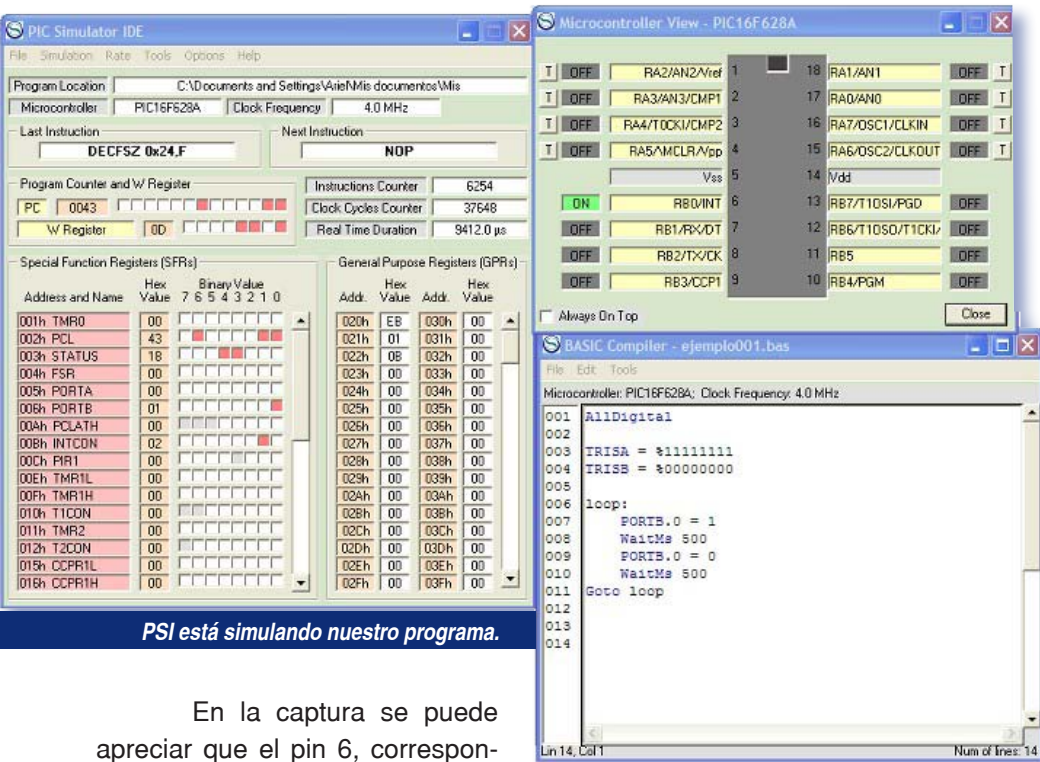 PIC Simulator IDE
File Simulation Rate Tools Options Help
Program Location C:\Documents and Settings\Ariel\Mis documentos\Mis
Microcontroller PIC16F628A Clock Frequency 4.0 MHz
Last Instruction Next Instruction
DECFSZ 0x24,F NOP
Program Counter and W Register Instructions Counter 6254
PC 0043 Clock Cycles Counter 37648
W Register 0D Real Time Duration 9412.0 µs
Special Function Registers (SFRs) General Purpose Registers (GPRs)
Hex Binary Value Hex Hex
Address and Name Value 7 6 5 4 3 2 1 0 Addr. Value Addr. Value
001h TMR0 00 020h EB 030h 00
002h PCL 43 021h 01 031h 00
003h STATUS 18 022h 0B 032h 00
004h FSR 00 023h 00 033h 00
005h PORTA 00 024h 00 034h 00
006h PORTB 01 025h 00 035h 00
00Ah PCLATH 00 026h 00 036h 00
00Bh INTCON 02 027h 00 037h 00
00Ch PIR1 00 028h 00 038h 00
00Eh TMR1L 00 029h 00 039h 00
00Fh TMR1H 00 02Ah 00 03Ah 00
010h T1CON 00 02Bh 00 03Bh 00
011h TMR2 00 02Ch 00 03Ch 00
012h T2CON 00 02Dh 00 03Dh 00
015h CCPR1L 00 02Eh 00 03Eh 00
016h CCPR1H 00 02Fh 00 03Fh 00
PSI está simulando nuestro programa.
En la captura se puede
apreciar que el pin 6, correspon-
Microcontroller View - PIC16F628A
T OFF RA2/AN2/Vref 1 18 RA1/AN1 OFF T
T OFF RA3/AN3/CMP1 2 17 RA0/AN0 OFF T
T OFF RA4/T0CKI/CMP2 3 16 RA7/OSC1/CLKIN OFF T
T OFF RA5/\MCLR/Vpp 4 15 RA6/OSC2/CLKOUT OFF T
Vss 5 14 Vdd
ON RB0/INT 6 13 RB7/T1OSI/PGD OFF
OFF RB1/RX/DT 7 12 RB6/T1OSO/T1CKI/ OFF
OFF RB2/TX/CK 8 11 RB5 OFF
OFF RB3/CCP1 9 10 RB4/PGM OFF
Always On Top Close
BASIC Compiler - ejemplo001.bas
File Edit Tools
Microcontroller: PIC16F628A; Clock Frequency: 4.0 MHz
001 AllDigital
002
003 TRISA = %11111111
004 TRISB = %00000000
005
006 loop:
007 PORTB.0 = 1
008 WaitMs 500
009 PORTB.0 = 0
010 WaitMs 500
011 Goto loop
012
013
014
Lin 14, Col 1 Num of lines: 14